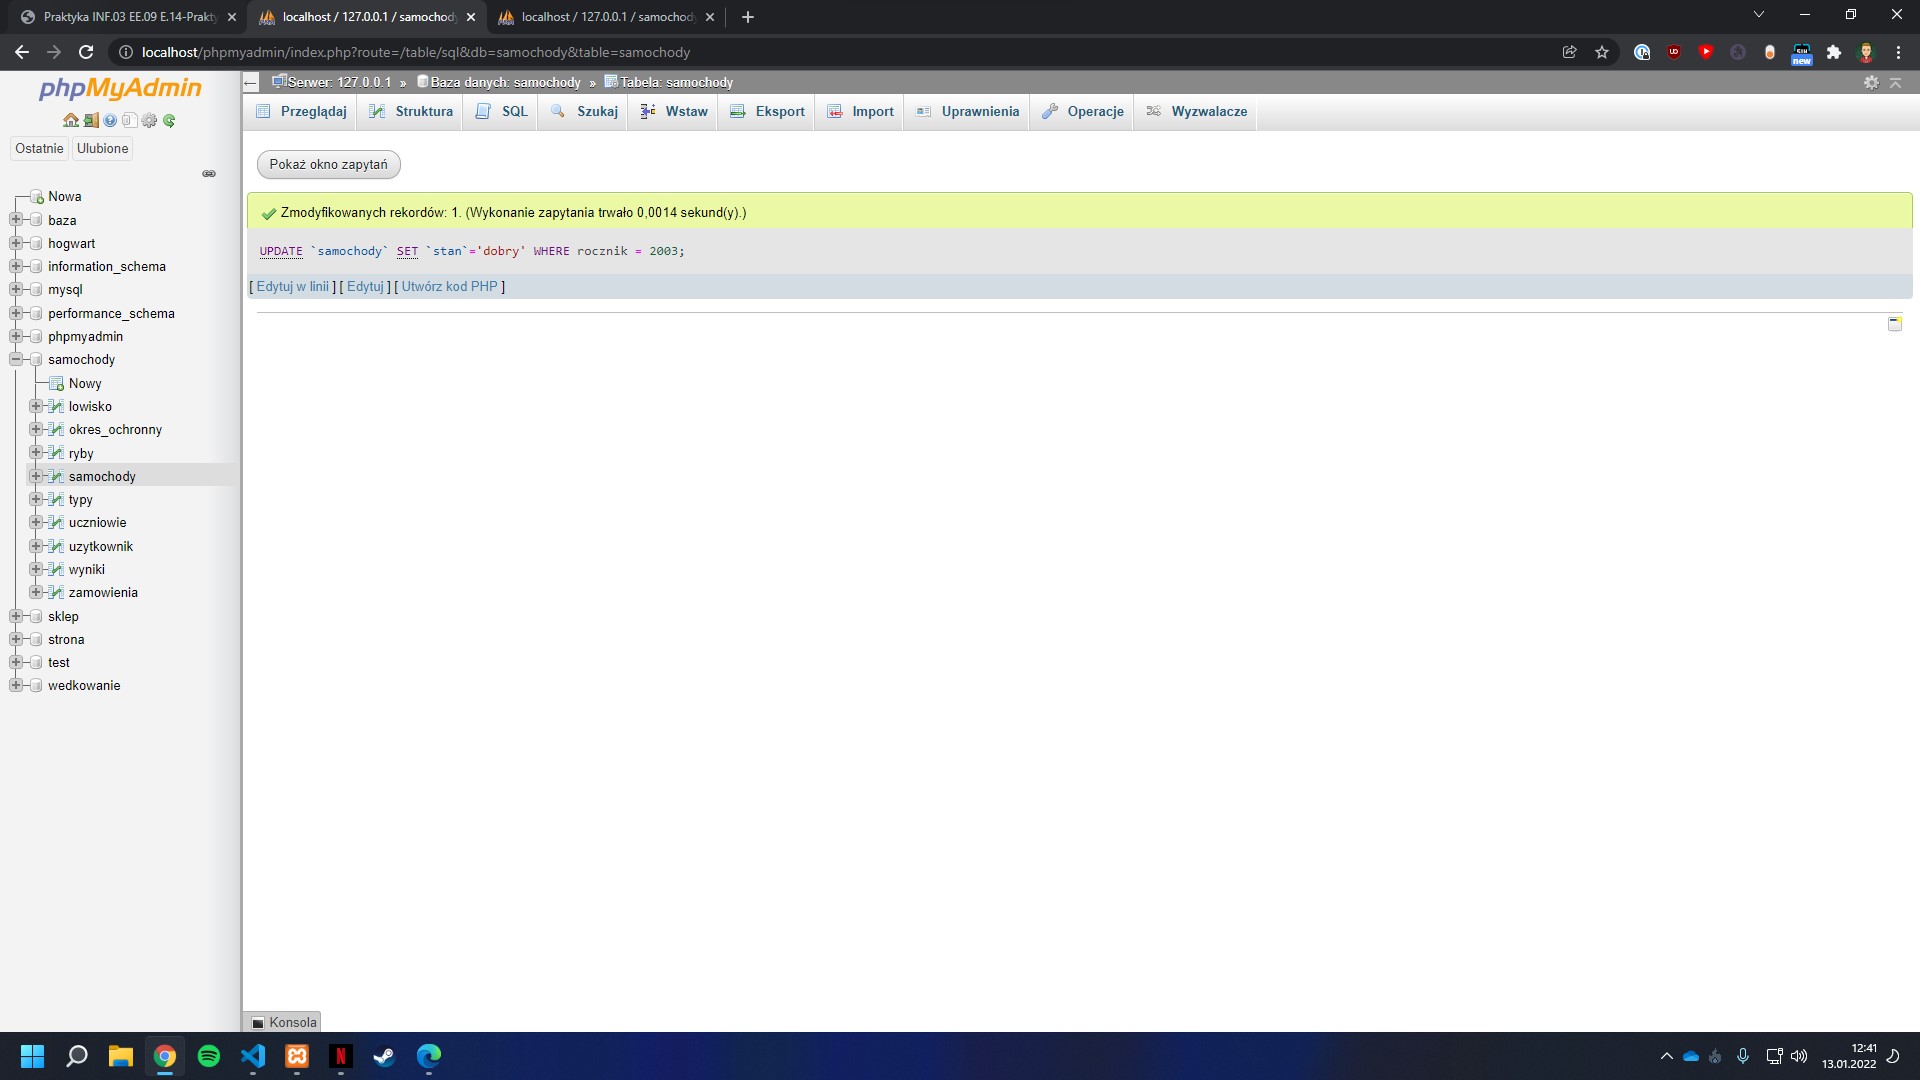 Praktyka INF.03 EE.09 E.14-Prakty
localhost / 127.0.0.1 / samochody
localhost / 127.0.0.1 / samochody
localhost/phpmyadmin/index.php?route=/table/sql&db=samochody&table=samochody
new
phpMyAdmin
Ostatnie
Ulubione
Nowa
baza
hogwart
information_schema
mysql
performance_schema
phpmyadmin
samochody
Nowy
lowisko
okres_ochronny
ryby
samochody
typy
uczniowie
uzytkownik
wyniki
zamowienia
sklep
strona
test
wedkowanie
Serwer: 127.0.0.1 » Baza danych: samochody » Tabela: samochody
Przeglądaj Struktura SQL Szukaj Wstaw Eksport Import Uprawnienia Operacje Wyzwalacze
Pokaż okno zapytań
Zmodyfikowanych rekordów: 1. (Wykonanie zapytania trwało 0,0014 sekund(y).)
UPDATE `samochody` SET `stan`='dobry' WHERE rocznik = 2003;
[ Edytuj w linii ] [ Edytuj ] [ Utwórz kod PHP ]
Konsola
12:41
13.01.2022